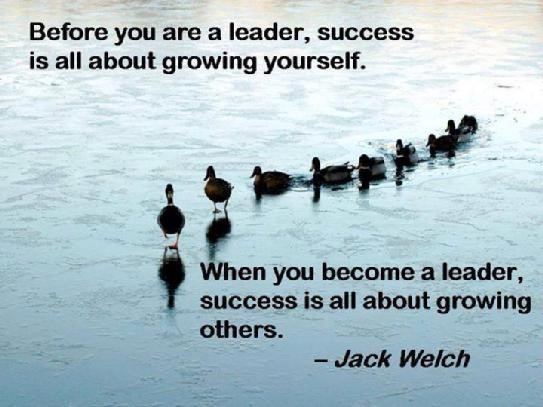 Before you are a leader, success
is all about growing yourself.
When you become a leader,
success is all about growing
others.
– Jack Welch